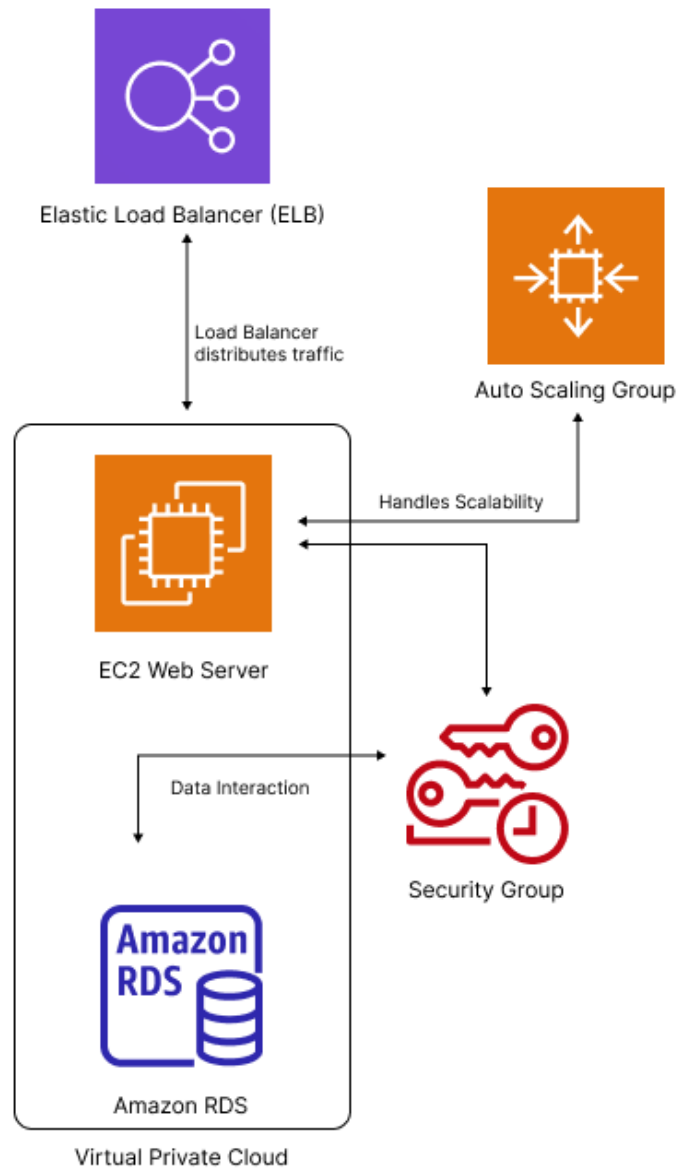 Elastic Load Balancer (ELB)
Load Balancer
distributes traffic
Auto Scaling Group
Handles Scalability
EC2 Web Server
Data Interaction
Security Group
Amazon
RDS
Amazon RDS
Virtual Private Cloud